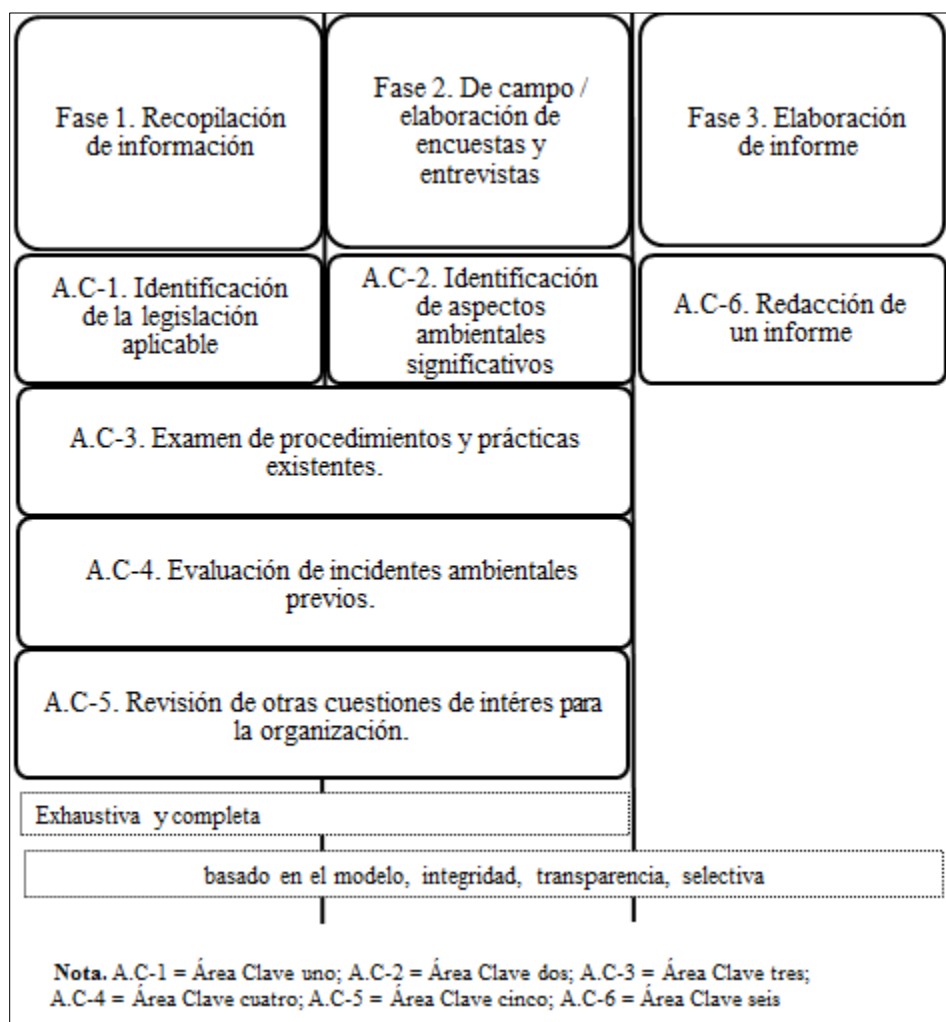 Fase 1. Recopilación
de información
Fase 2. De campo /
elaboración de
encuestas y
entrevistas
Fase 3. Elaboración
de informe
A.C-1. Identificación
de la legislación
aplicable
A.C-2. Identificación
de aspectos
ambientales
significativos
A.C-6. Redacción de
un informe
A.C-3. Examen de procedimientos y prácticas
existentes.
A.C-4. Evaluación de incidentes ambientales
previos.
A.C-5. Revisión de otras cuestiones de intéres para
la organización.
Exhaustiva y completa
basado en el modelo, integridad, transparencia, selectiva
Nota. A.C-1 = Área Clave uno; A.C-2 = Área Clave dos; A.C-3 = Área Clave tres;
A.C-4 = Área Clave cuatro; A.C-5 = Área Clave cinco; A.C-6 = Área Clave seis